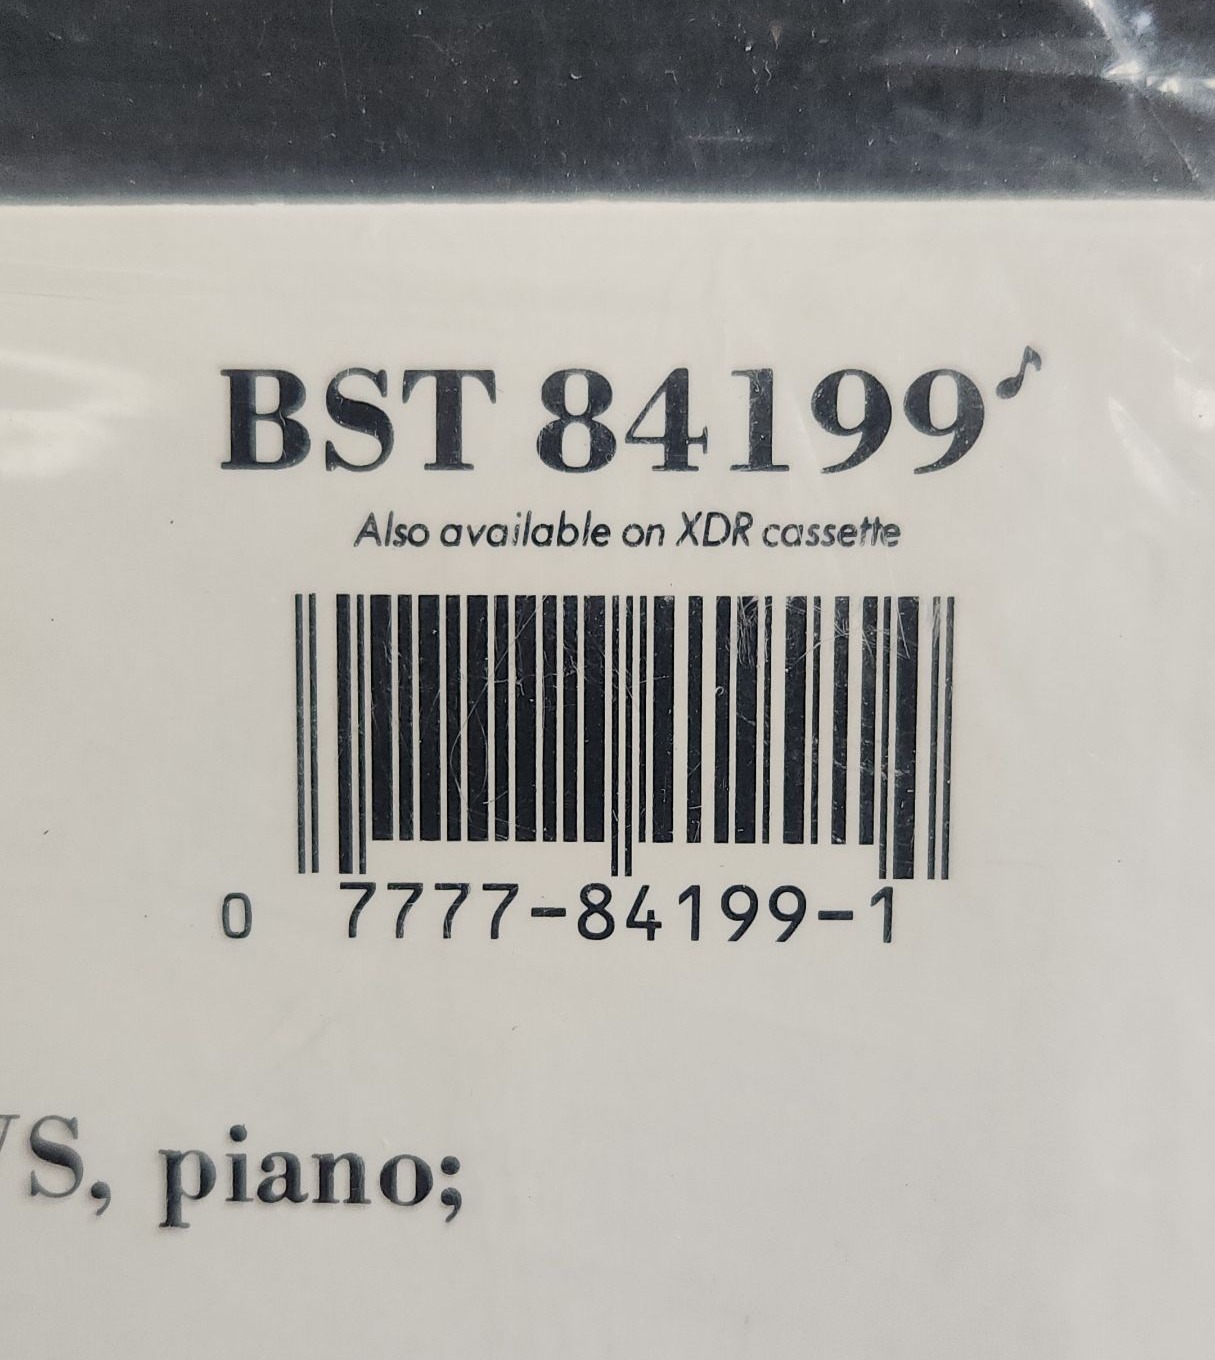 BST 84199♪
Also available on XDR cassette
0 7777-84199-1
S, piano;